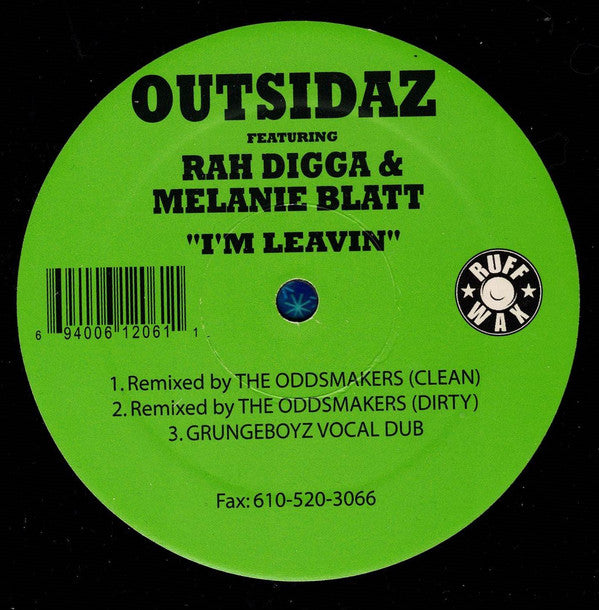 OUTSIDAZ
FEATURING
RAH DIGGA &
MELANIE BLATT
"I'M LEAVIN"
RUFF
WAX
6 94006 12061 1
1. Remixed by THE ODDSMAKERS (CLEAN)
2. Remixed by THE ODDSMAKERS (DIRTY)
3. GRUNGEBOYZ VOCAL DUB
Fax: 610-520-3066